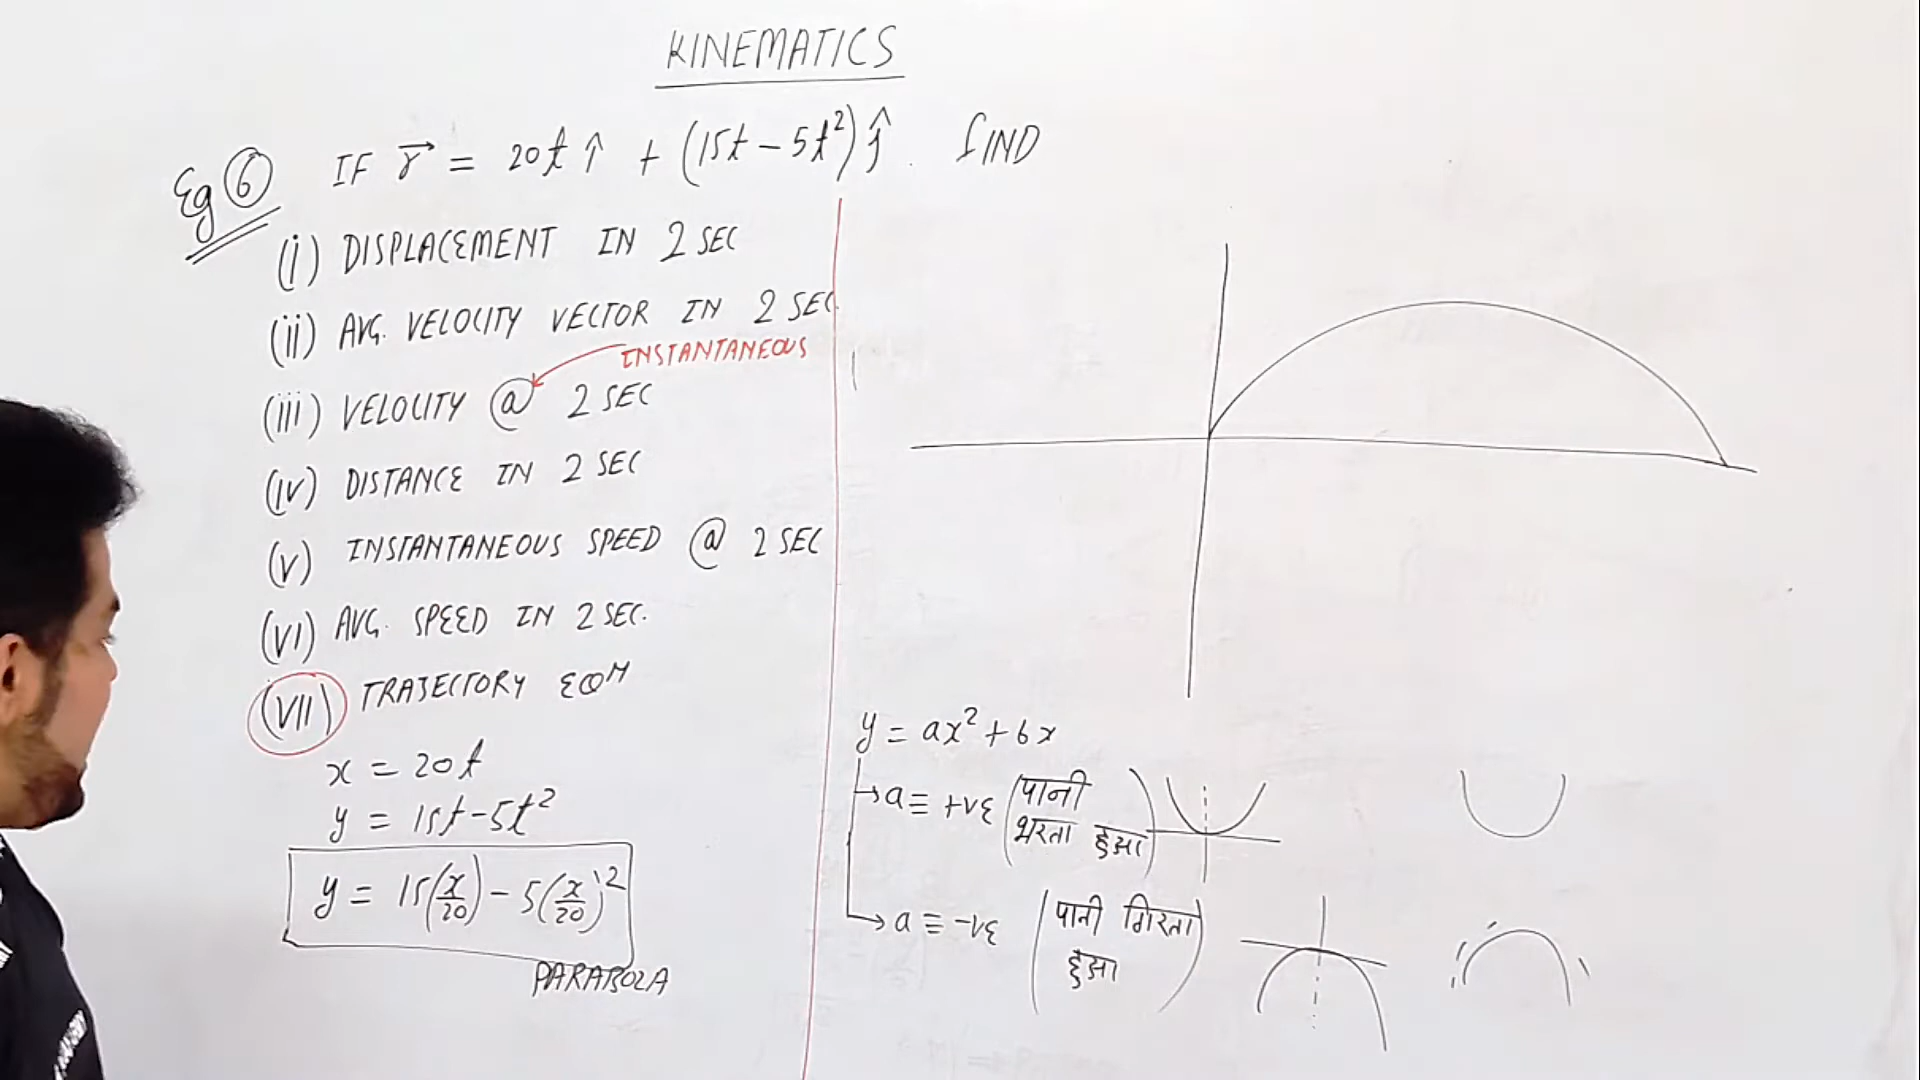 KINEMATICS
Eg 6 IF r⃗ = 20t î + (15t – 5t²) ĵ . FIND
(i) DISPLACEMENT IN 2 SEC
(ii) AVG. VELOCITY VECTOR IN 2 SEC
INSTANTANEOUS
(iii) VELOCITY @ 2 SEC
(iv) DISTANCE IN 2 SEC
(v) INSTANTANEOUS SPEED @ 2 SEC
(vi) AVG. SPEED IN 2 SEC.
(vii) TRAJECTORY EQN
x = 20t
y = 15t – 5t²
y = 15(x/20) – 5(x/20)²
PARABOLA
y = ax² + bx
→ a ≡ +ve (पानी
भरता हुआ)
→ a ≡ –ve (पानी गिरता
हुआ)